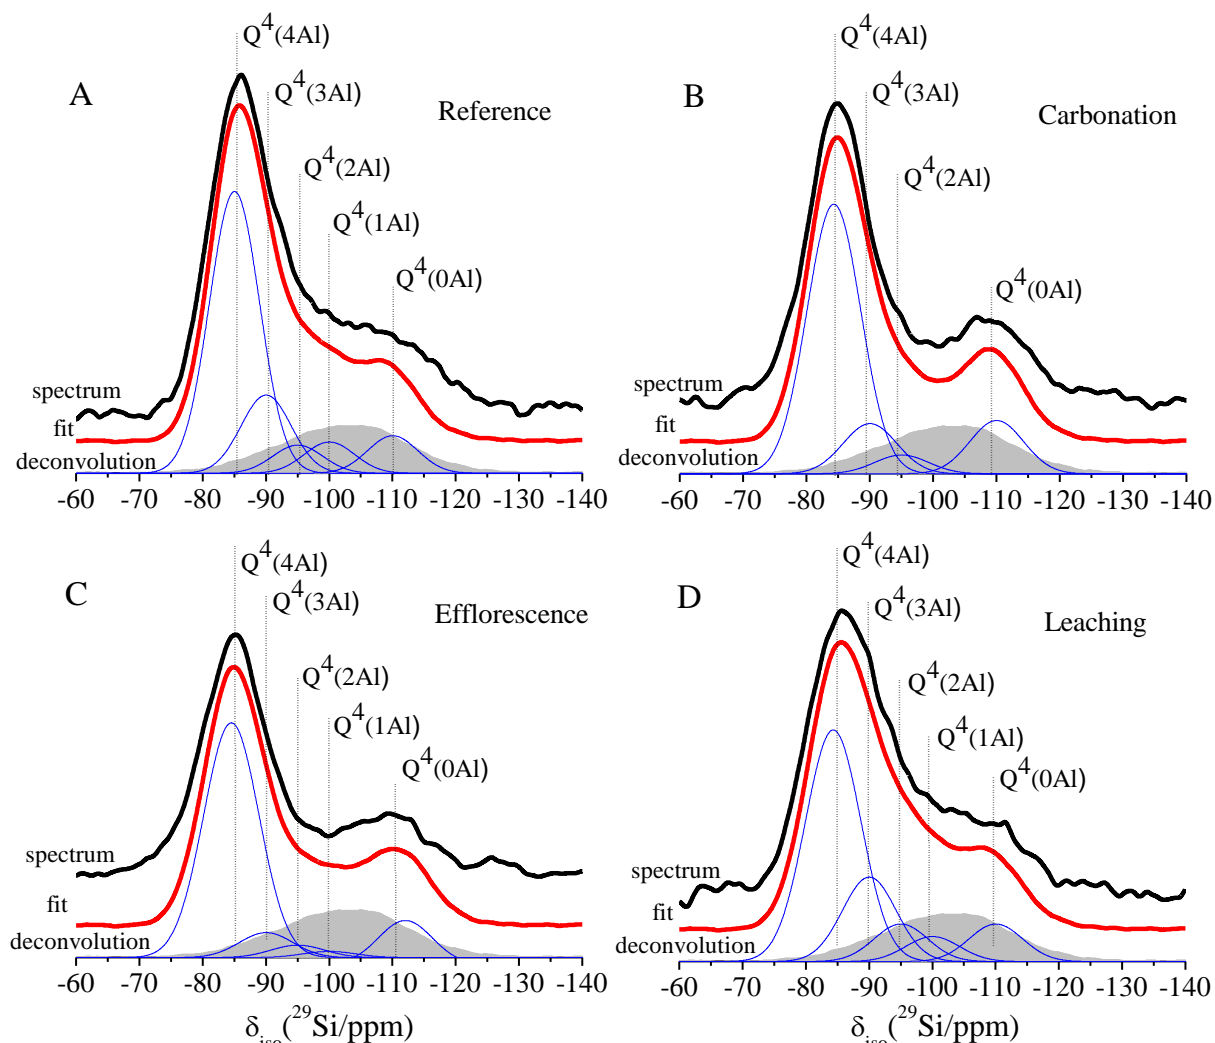 A
Reference
Q⁴(4Al)
Q⁴(3Al)
Q⁴(2Al)
Q⁴(1Al)
Q⁴(0Al)
spectrum
fit
deconvolution
-60 -70 -80 -90 -100 -110 -120 -130 -140
B
Carbonation
Q⁴(4Al)
Q⁴(3Al)
Q⁴(2Al)
Q⁴(0Al)
spectrum
fit
deconvolution
-60 -70 -80 -90 -100 -110 -120 -130 -140
C
Efflorescence
Q⁴(4Al)
Q⁴(3Al)
Q⁴(2Al)
Q⁴(1Al)
Q⁴(0Al)
spectrum
fit
deconvolution
-60 -70 -80 -90 -100 -110 -120 -130 -140
δiso(²⁹Si/ppm)
D
Leaching
Q⁴(4Al)
Q⁴(3Al)
Q⁴(2Al)
Q⁴(1Al)
Q⁴(0Al)
spectrum
fit
deconvolution
-60 -70 -80 -90 -100 -110 -120 -130 -140
δiso(²⁹Si/ppm)